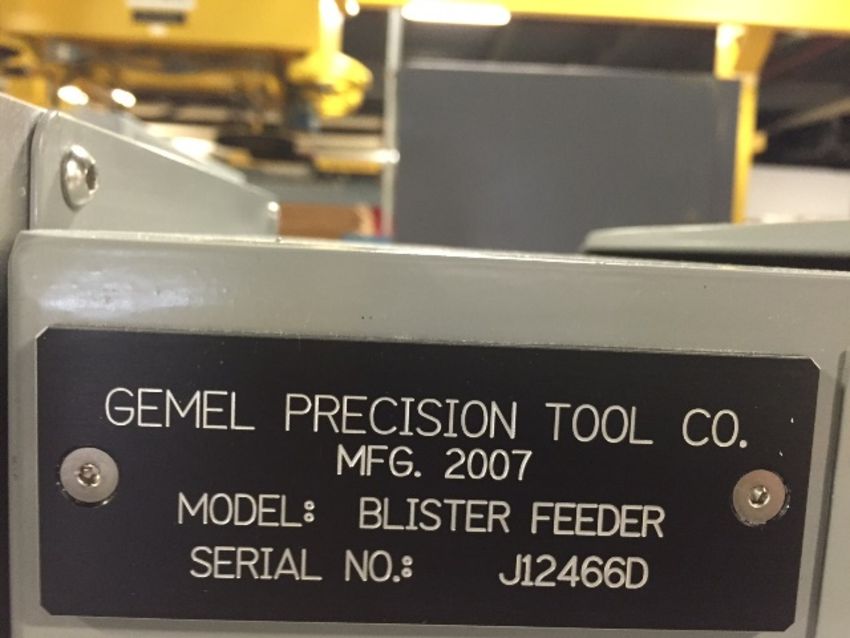 GEMEL PRECISION TOOL CO.
MFG. 2007
MODEL: BLISTER FEEDER
SERIAL NO.: J12466D